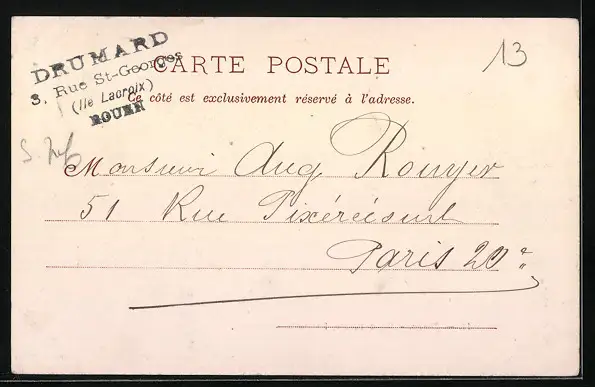 DRUMARD
3, Rue St-Georges
(Ile Lacroix)
ROUEN
13
CARTE POSTALE
Ce côté est exclusivement réservé à l'adresse.
Monsieur Aug Rouyer
51 Rue Pixérécourt
Paris 20e